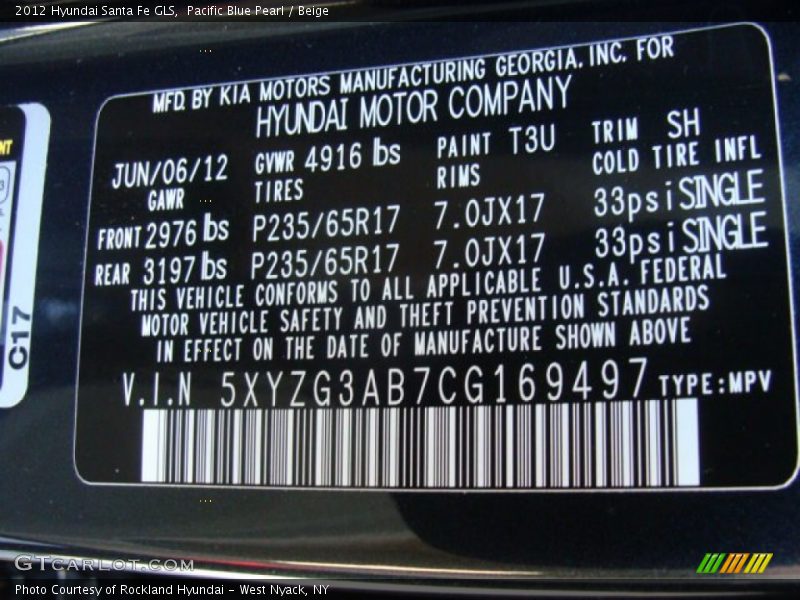 2012 Hyundai Santa Fe GLS, Pacific Blue Pearl / Beige
MFD. BY KIA MOTORS MANUFACTURING GEORGIA, INC. FOR
HYUNDAI MOTOR COMPANY
JUN/06/12 GVWR 4916 lbs PAINT T3U TRIM SH
GAWR TIRES RIMS COLD TIRE INFL
FRONT 2976 lbs P235/65R17 7.0JX17 33psi SINGLE
REAR 3197 lbs P235/65R17 7.0JX17 33psi SINGLE
THIS VEHICLE CONFORMS TO ALL APPLICABLE U.S.A. FEDERAL
MOTOR VEHICLE SAFETY AND THEFT PREVENTION STANDARDS
IN EFFECT ON THE DATE OF MANUFACTURE SHOWN ABOVE
V.I.N 5XYZG3AB7CG169497 TYPE:MPV
C17
GTCARLOT.COM
Photo Courtesy of Rockland Hyundai - West Nyack, NY